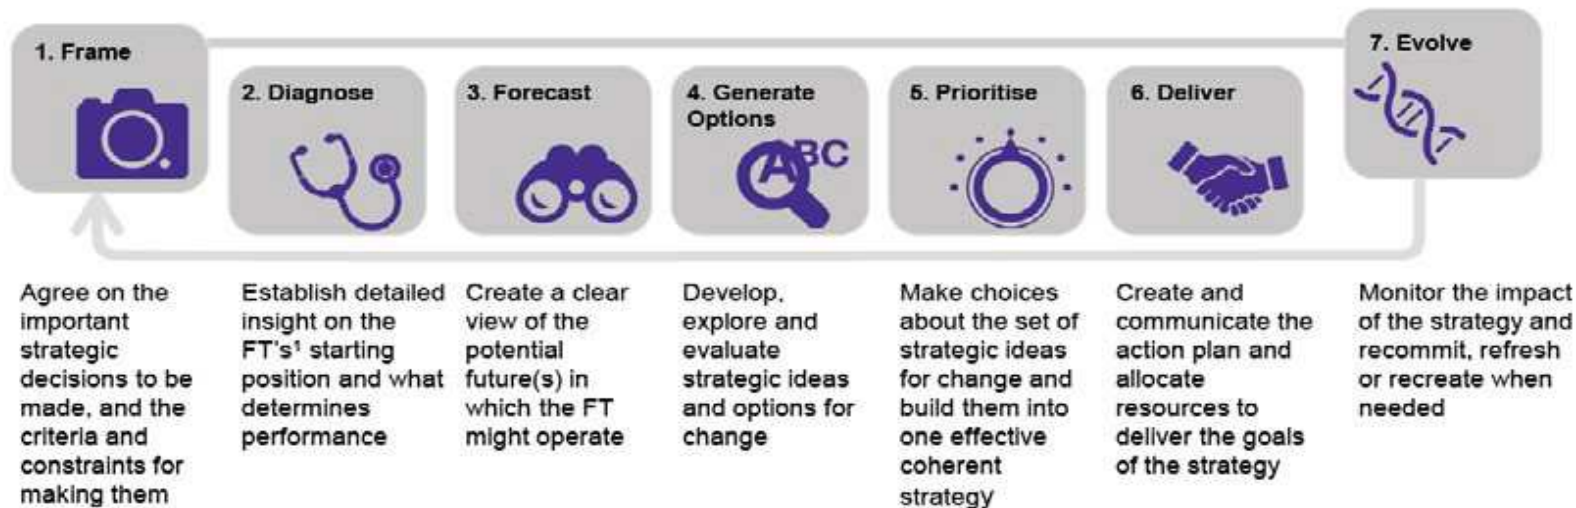 1. Frame
2. Diagnose
3. Forecast
4. Generate
Options
ABC
5. Prioritise
6. Deliver
7. Evolve
Agree on the
important
strategic
decisions to be
made, and the
criteria and
constraints for
making them
Establish detailed
insight on the
FT's¹ starting
position and what
determines
performance
Create a clear
view of the
potential
future(s) in
which the FT
might operate
Develop,
explore and
evaluate
strategic ideas
and options for
change
Make choices
about the set of
strategic ideas
for change and
build them into
one effective
coherent
strategy
Create and
communicate the
action plan and
allocate
resources to
deliver the goals
of the strategy
Monitor the impact
of the strategy and
recommit, refresh
or recreate when
needed